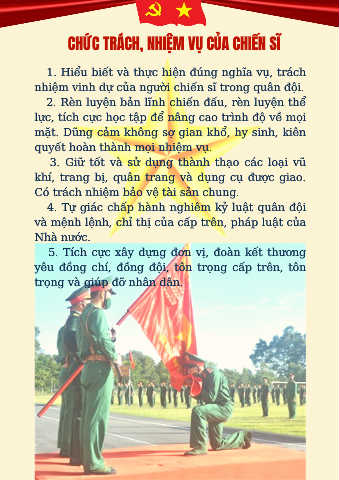 CHỨC TRÁCH, NHIỆM VỤ CỦA CHIẾN SĨ
1. Hiểu biết và thực hiện đúng nghĩa vụ, trách
nhiệm vinh dự của người chiến sĩ trong quân đội.
2. Rèn luyện bản lĩnh chiến đấu, rèn luyện thể
lực, tích cực học tập để nâng cao trình độ về mọi
mặt. Dũng cảm không sợ gian khổ, hy sinh, kiên
quyết hoàn thành mọi nhiệm vụ.
3. Giữ tốt và sử dụng thành thạo các loại vũ
khí, trang bị, quân trang và dụng cụ được giao.
Có trách nhiệm bảo vệ tài sản chung.
4. Tự giác chấp hành nghiêm kỷ luật quân đội
và mệnh lệnh, chỉ thị của cấp trên, pháp luật của
Nhà nước.
5. Tích cực xây dựng đơn vị, đoàn kết thương
yêu đồng chí, đồng đội, tôn trọng cấp trên, tôn
trọng và giúp đỡ nhân dân.